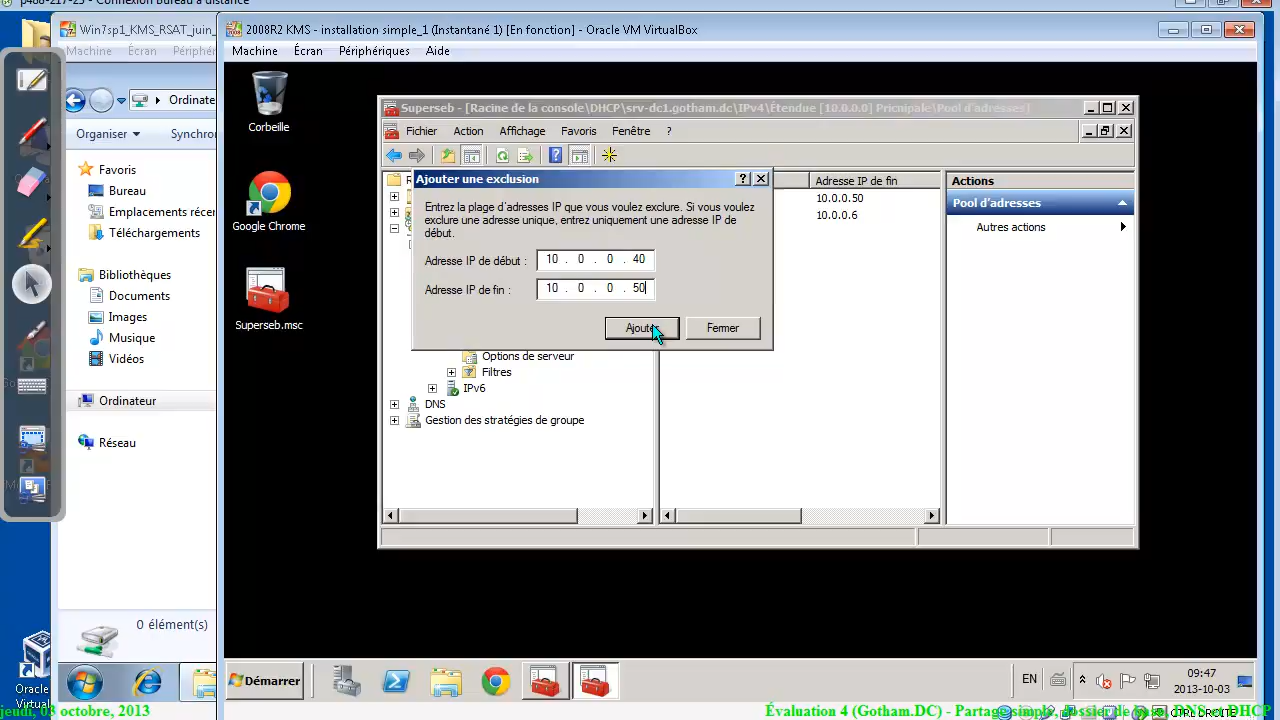 Connexion Bureau à distance
Win7sp1_KMS_RSAT_juin_
Machine Écran Périphériques
Ordinate
Organiser Synchro
Favoris
Bureau
Emplacements récer
Téléchargements
Bibliothèques
Documents
Images
Musique
Vidéos
Ordinateur
Réseau
0 élément(s)
Oracle
Virtual
2008R2 KMS - installation simple_1 (Instantané 1) [En fonction] - Oracle VM VirtualBox
Machine Écran Périphériques Aide
Corbeille
Google Chrome
Superseb.msc
Superseb - [Racine de la console\DHCP\srv-dc1.gotham.dc\IPv4\Étendue [10.0.0.0] Pricnipale\Pool d'adresses]
Fichier Action Affichage Favoris Fenêtre ?
Ajouter une exclusion
Entrez la plage d'adresses IP que vous voulez exclure. Si vous voulez
exclure une adresse unique, entrez uniquement une adresse IP de
début.
Adresse IP de début : 10 . 0 . 0 . 40
Adresse IP de fin : 10 . 0 . 0 . 50
Ajouter Fermer
Adresse IP de fin
10.0.0.50
10.0.0.6
Actions
Pool d'adresses
Autres actions
Options de serveur
Filtres
IPv6
DNS
Gestion des stratégies de groupe
Démarrer
EN
09:47
2013-10-03
jeudi, 03 octobre, 2013
Évaluation 4 (Gotham.DC) - Partage simple, dossier de DNS DHCP